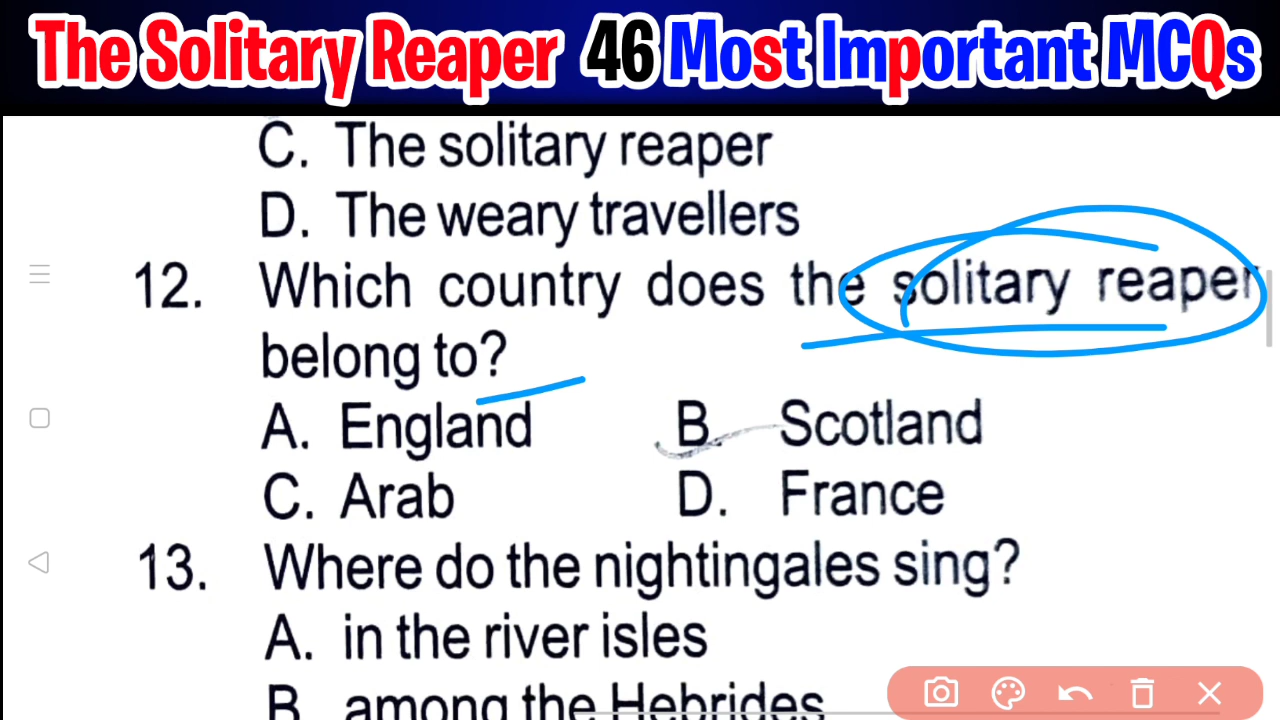 The Solitary Reaper 46 Most Important MCQs
C. The solitary reaper
D. The weary travellers
12. Which country does the solitary reaper
belong to?
A. England B. Scotland
C. Arab D. France
13. Where do the nightingales sing?
A. in the river isles
B. among the Hebrides